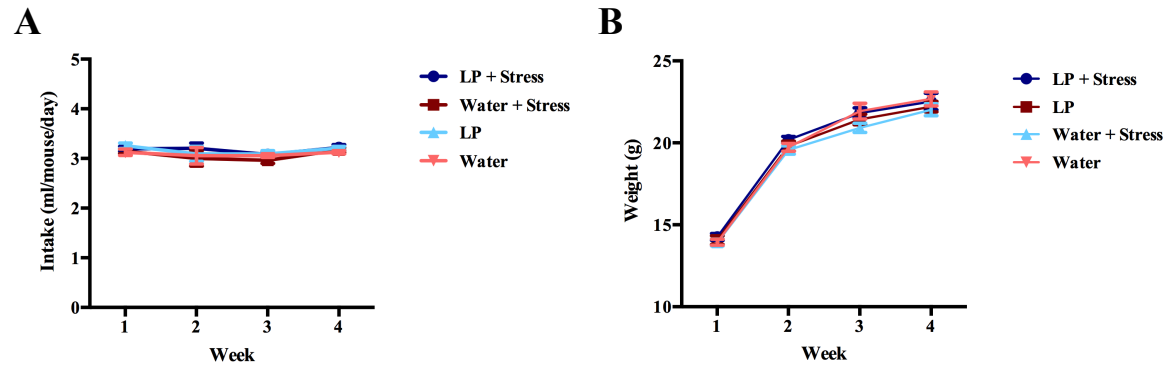 A
Intake (ml/mouse/day)
5
4
3
2
1
0
1 2 3 4
Week
LP + Stress
Water + Stress
LP
Water
B
Weight (g)
25
20
15
10
1 2 3 4
Week
LP + Stress
LP
Water + Stress
Water